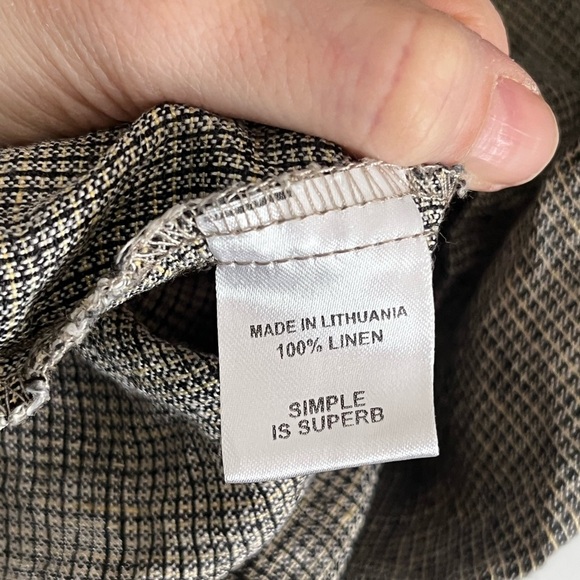 MADE IN LITHUANIA
100% LINEN
SIMPLE
IS SUPERB